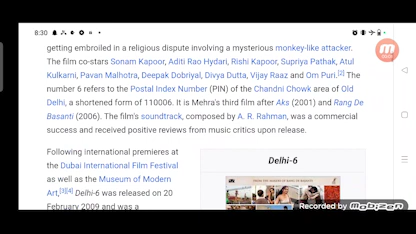 8:30
getting embroiled in a religious dispute involving a mysterious monkey-like attacker.
The film co-stars Sonam Kapoor, Aditi Rao Hydari, Rishi Kapoor, Supriya Pathak, Atul
Kulkarni, Pavan Malhotra, Deepak Dobriyal, Divya Dutta, Vijay Raaz and Om Puri.[2] The
number 6 refers to the Postal Index Number (PIN) of the Chandni Chowk area of Old
Delhi, a shortened form of 110006. It is Mehra's third film after Aks (2001) and Rang De
Basanti (2006). The film's soundtrack, composed by A. R. Rahman, was a commercial
success and received positive reviews from music critics upon release.
Following international premieres at
the Dubai International Film Festival
as well as the Museum of Modern
Art,[3][4] Delhi-6 was released on 20
February 2009 and was a
Delhi-6
Recorded by MOBIZEN